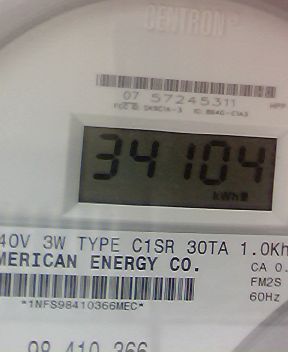 CENTRON
07 57245311
34104
kWh
40V 3W TYPE C1SR 30TA 1.0Kh
MERICAN ENERGY CO.
CA 0.
FM2S
60Hz
*1NFS98410366MEC*
98 410 366